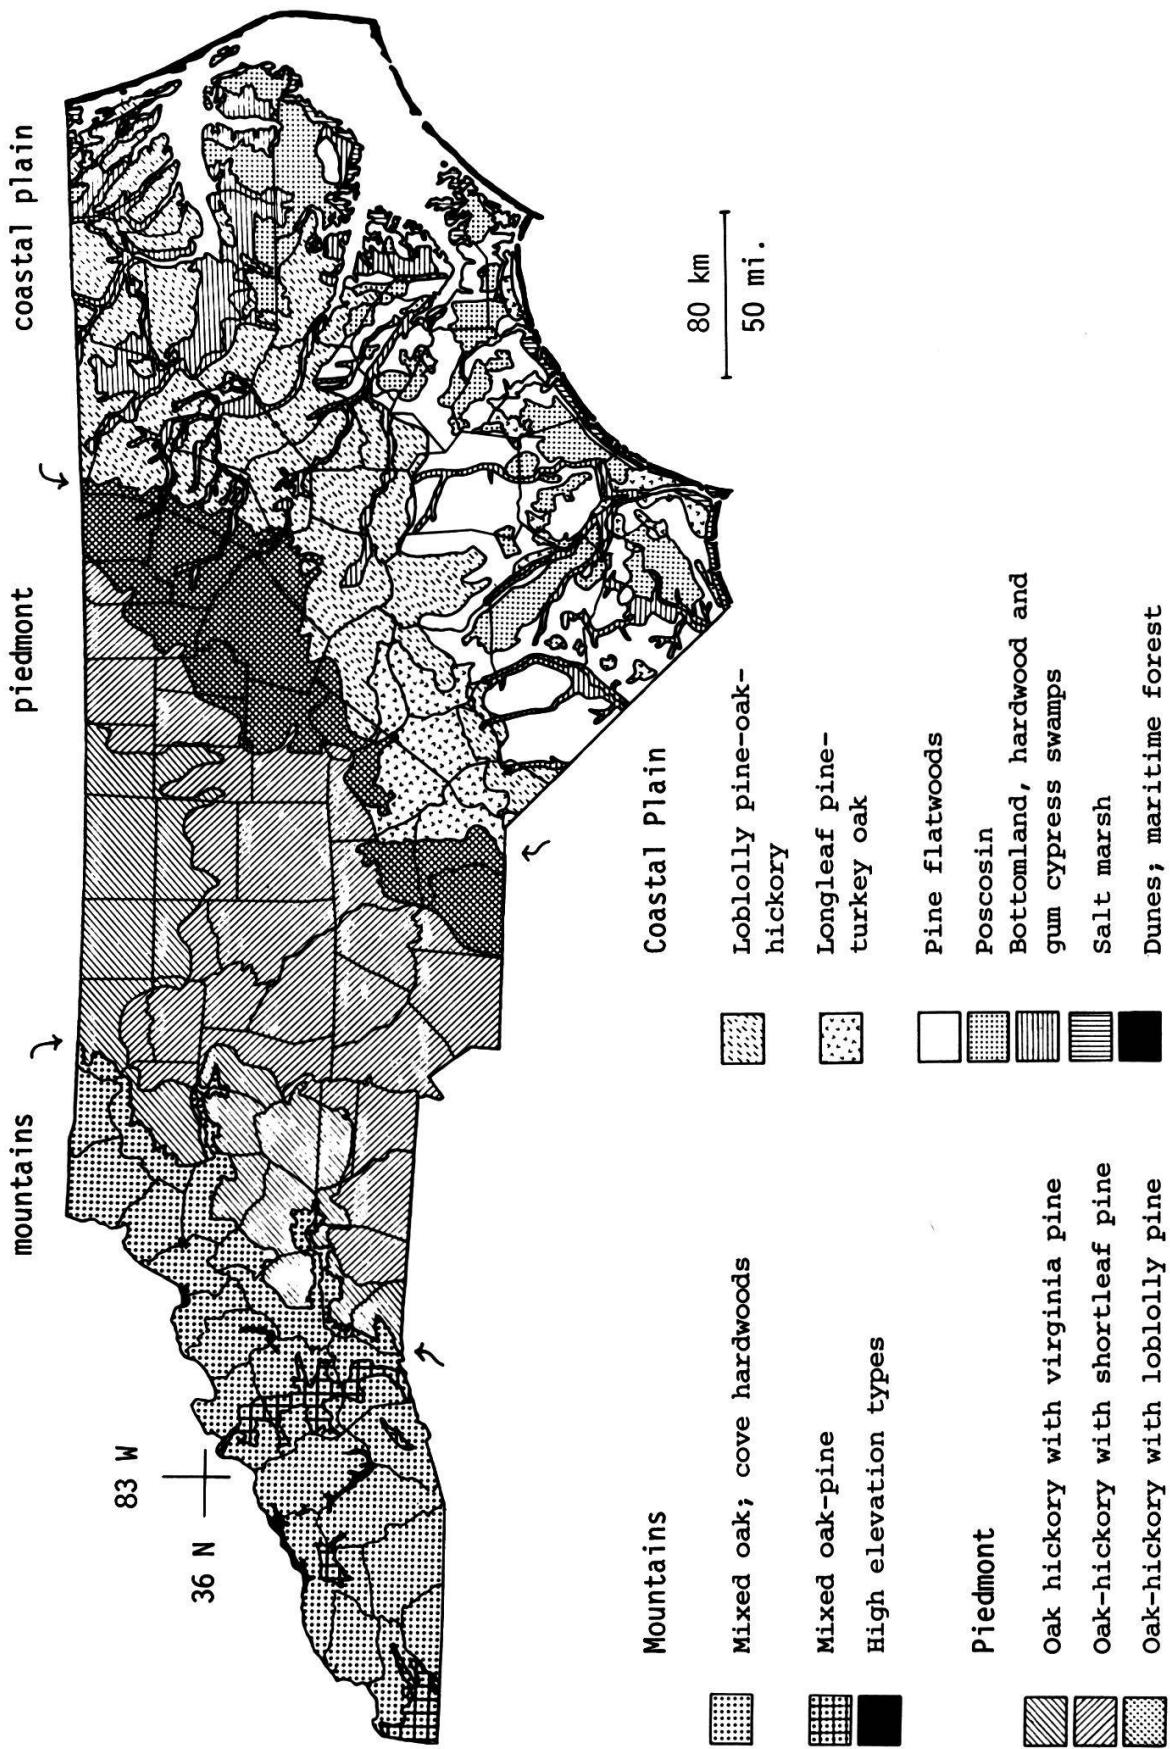 mountains
piedmont
coastal plain
83 W
36 N
80 km
50 mi.
Mountains
Mixed oak; cove hardwoods
Mixed oak-pine
High elevation types
Piedmont
Oak hickory with virginia pine
Oak-hickory with shortleaf pine
Oak-hickory with loblolly pine
Coastal Plain
Loblolly pine-oak-
hickory
Longleaf pine-
turkey oak
Pine flatwoods
Poscosin
Bottomland, hardwood and
gum cypress swamps
Salt marsh
Dunes; maritime forest